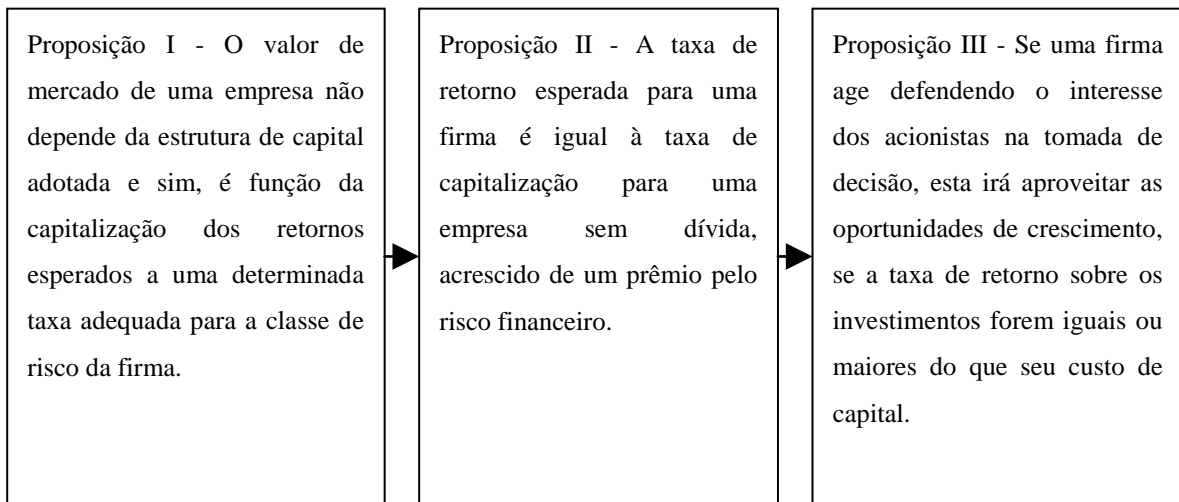 Proposição I - O valor de
mercado de uma empresa não
depende da estrutura de capital
adotada e sim, é função da
capitalização dos retornos
esperados a uma determinada
taxa adequada para a classe de
risco da firma.
Proposição II - A taxa de
retorno esperada para uma
firma é igual à taxa de
capitalização para uma
empresa sem dívida,
acrescido de um prêmio pelo
risco financeiro.
Proposição III - Se uma firma
age defendendo o interesse
dos acionistas na tomada de
decisão, esta irá aproveitar as
oportunidades de crescimento,
se a taxa de retorno sobre os
investimentos forem iguais ou
maiores do que seu custo de
capital.